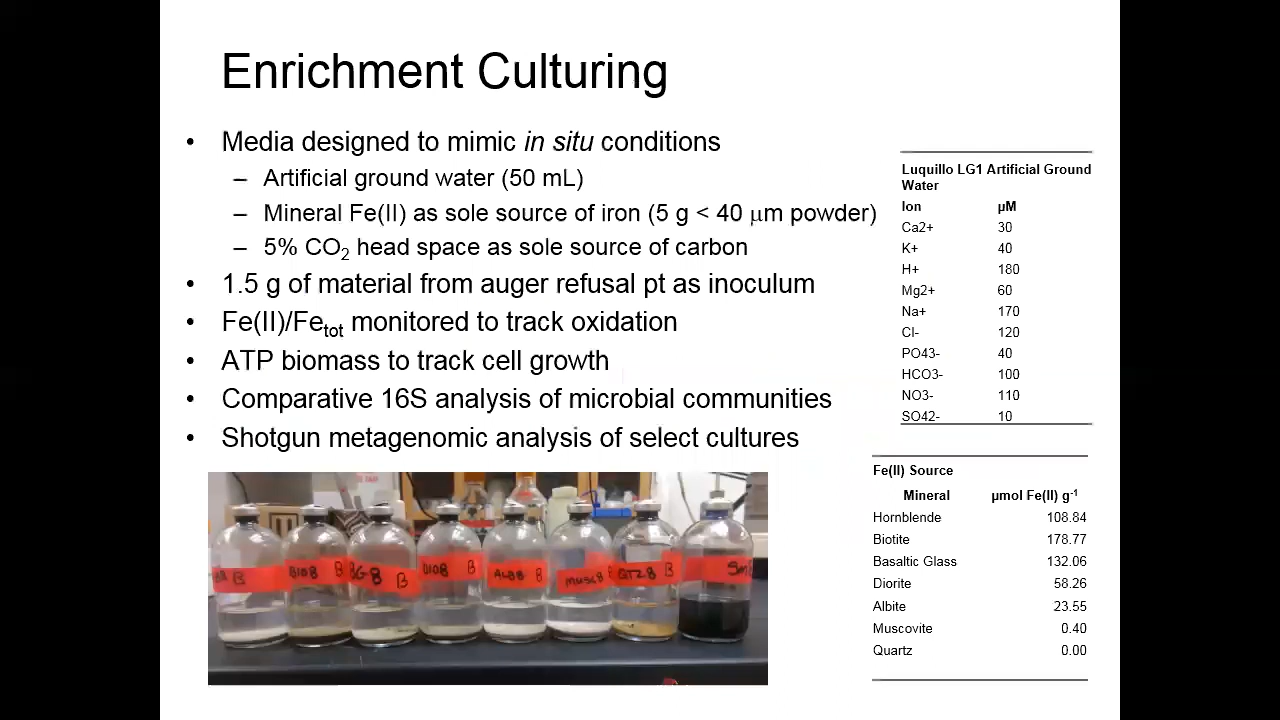 Enrichment Culturing
• Media designed to mimic in situ conditions
– Artificial ground water (50 mL)
– Mineral Fe(II) as sole source of iron (5 g < 40 μm powder)
– 5% CO2 head space as sole source of carbon
• 1.5 g of material from auger refusal pt as inoculum
• Fe(II)/Fetot monitored to track oxidation
• ATP biomass to track cell growth
• Comparative 16S analysis of microbial communities
• Shotgun metagenomic analysis of select cultures
Luquillo LG1 Artificial Ground
Water
Ion μM
Ca2+ 30
K+ 40
H+ 180
Mg2+ 60
Na+ 170
Cl- 120
PO43- 40
HCO3- 100
NO3- 110
SO42- 10
Fe(II) Source
Mineral μmol Fe(II) g-1
Hornblende 108.84
Biotite 178.77
Basaltic Glass 132.06
Diorite 58.26
Albite 23.55
Muscovite 0.40
Quartz 0.00
B
BIO8 B
BG8 B
DIO8 B
ALB8 B
MUSC8 B
QTZ8 B